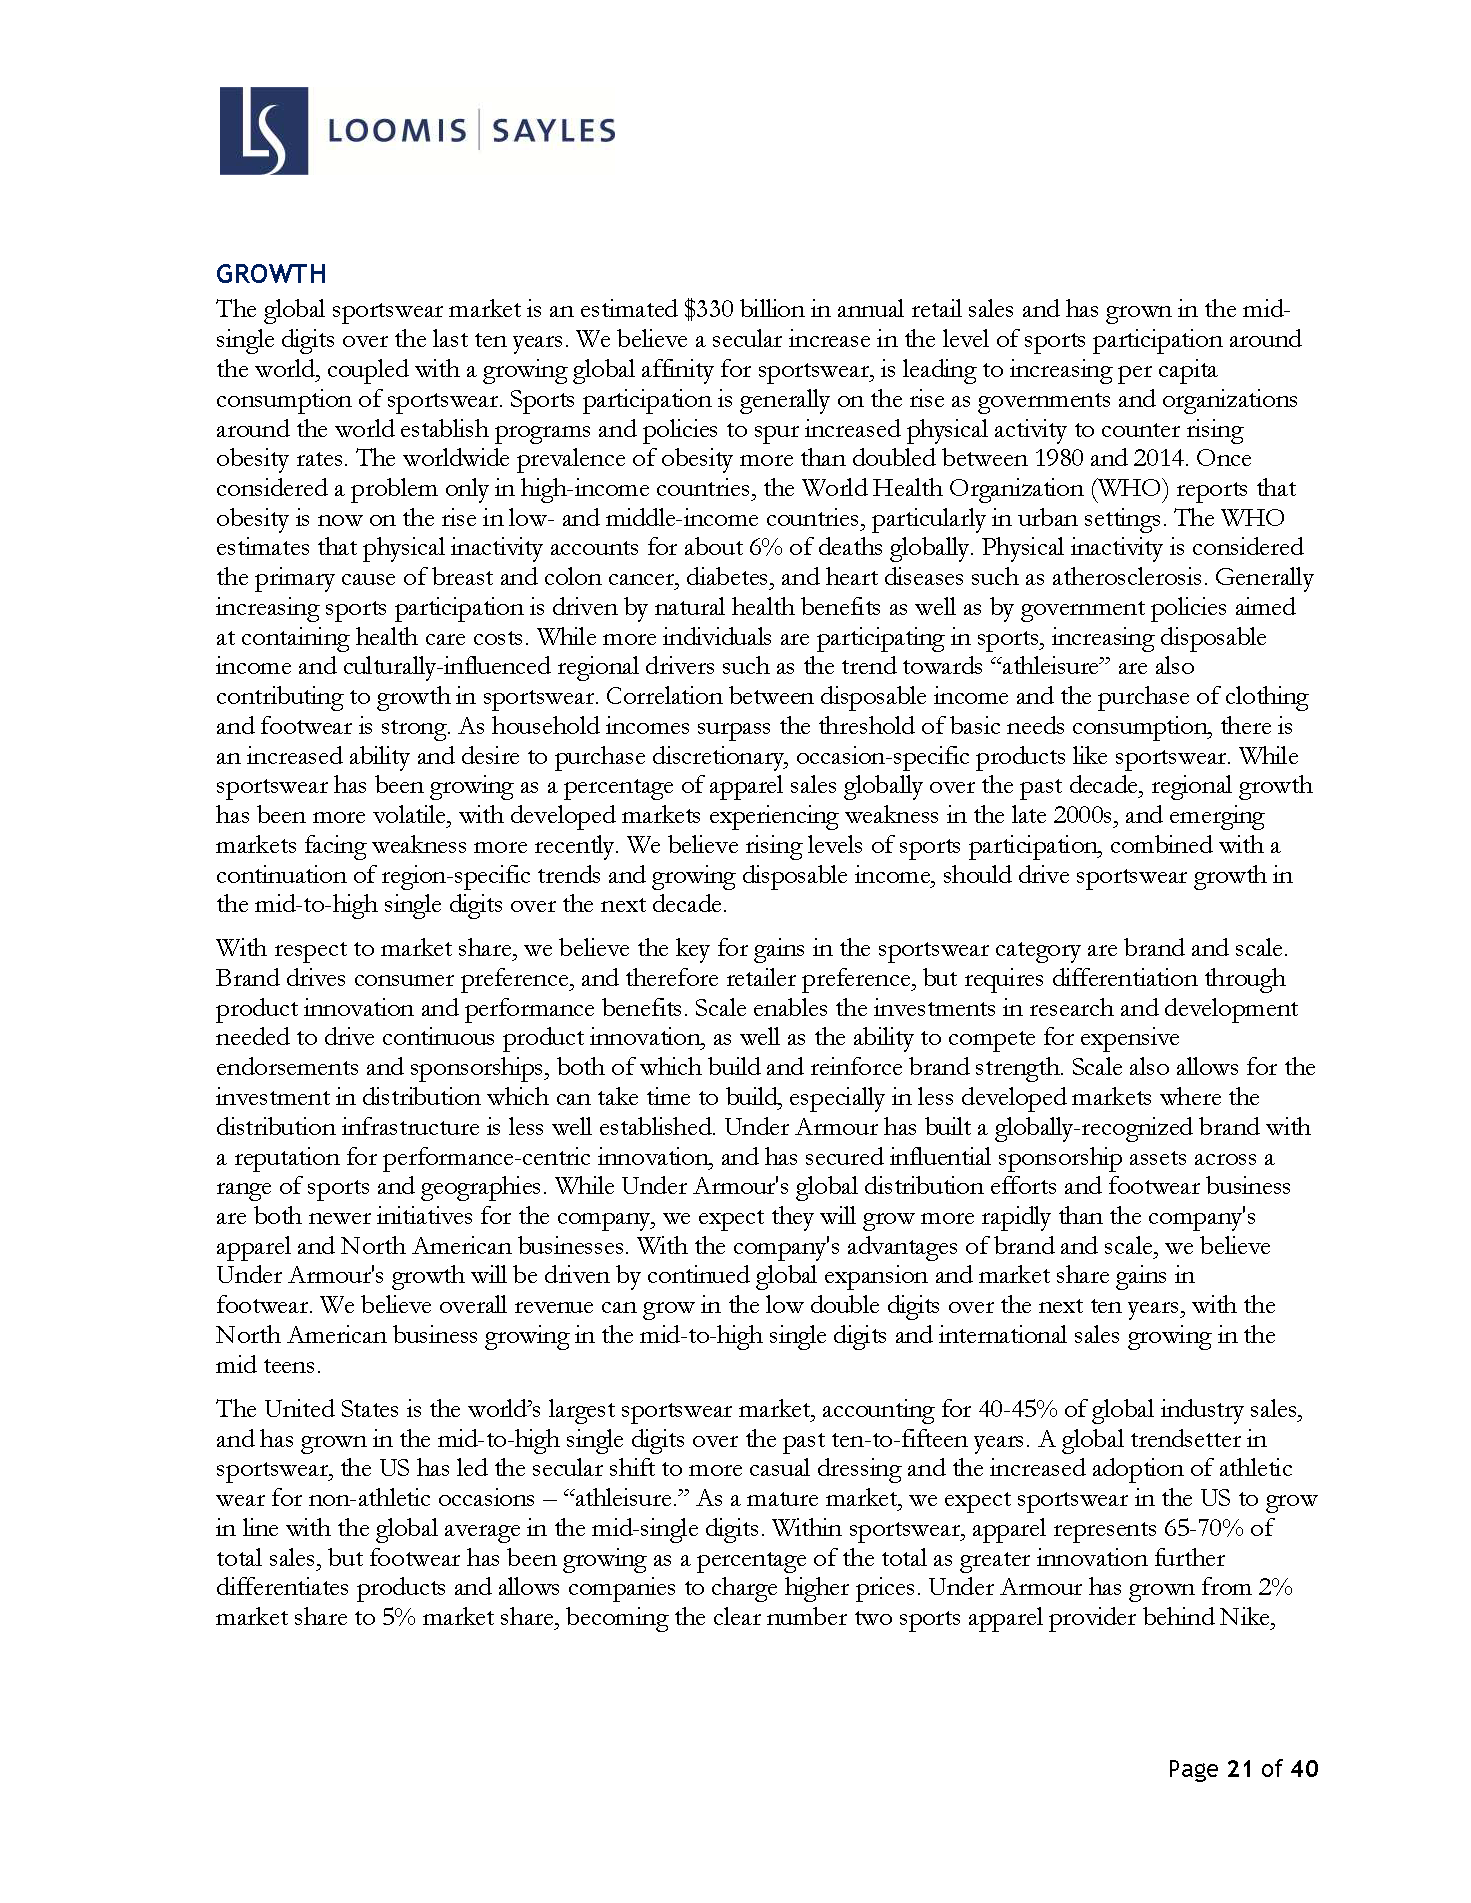 LS LOOMIS | SAYLES
GROWTH
The global sportswear market is an estimated $330 billion in annual retail sales and has grown in the mid-
single digits over the last ten years. We believe a secular increase in the level of sports participation around
the world, coupled with a growing global affinity for sportswear, is leading to increasing per capita
consumption of sportswear. Sports participation is generally on the rise as governments and organizations
around the world establish programs and policies to spur increased physical activity to counter rising
obesity rates. The worldwide prevalence of obesity more than doubled between 1980 and 2014. Once
considered a problem only in high-income countries, the World Health Organization (WHO) reports that
obesity is now on the rise in low- and middle-income countries, particularly in urban settings. The WHO
estimates that physical inactivity accounts for about 6% of deaths globally. Physical inactivity is considered
the primary cause of breast and colon cancer, diabetes, and heart diseases such as atherosclerosis. Generally
increasing sports participation is driven by natural health benefits as well as by government policies aimed
at containing health care costs. While more individuals are participating in sports, increasing disposable
income and culturally-influenced regional drivers such as the trend towards “athleisure” are also
contributing to growth in sportswear. Correlation between disposable income and the purchase of clothing
and footwear is strong. As household incomes surpass the threshold of basic needs consumption, there is
an increased ability and desire to purchase discretionary, occasion-specific products like sportswear. While
sportswear has been growing as a percentage of apparel sales globally over the past decade, regional growth
has been more volatile, with developed markets experiencing weakness in the late 2000s, and emerging
markets facing weakness more recently. We believe rising levels of sports participation, combined with a
continuation of region-specific trends and growing disposable income, should drive sportswear growth in
the mid-to-high single digits over the next decade.
With respect to market share, we believe the key for gains in the sportswear category are brand and scale.
Brand drives consumer preference, and therefore retailer preference, but requires differentiation through
product innovation and performance benefits. Scale enables the investments in research and development
needed to drive continuous product innovation, as well as the ability to compete for expensive
endorsements and sponsorships, both of which build and reinforce brand strength. Scale also allows for the
investment in distribution which can take time to build, especially in less developed markets where the
distribution infrastructure is less well established. Under Armour has built a globally-recognized brand with
a reputation for performance-centric innovation, and has secured influential sponsorship assets across a
range of sports and geographies. While Under Armour's global distribution efforts and footwear business
are both newer initiatives for the company, we expect they will grow more rapidly than the company's
apparel and North American businesses. With the company's advantages of brand and scale, we believe
Under Armour's growth will be driven by continued global expansion and market share gains in
footwear. We believe overall revenue can grow in the low double digits over the next ten years, with the
North American business growing in the mid-to-high single digits and international sales growing in the
mid teens.
The United States is the world’s largest sportswear market, accounting for 40-45% of global industry sales,
and has grown in the mid-to-high single digits over the past ten-to-fifteen years. A global trendsetter in
sportswear, the US has led the secular shift to more casual dressing and the increased adoption of athletic
wear for non-athletic occasions – “athleisure.” As a mature market, we expect sportswear in the US to grow
in line with the global average in the mid-single digits. Within sportswear, apparel represents 65-70% of
total sales, but footwear has been growing as a percentage of the total as greater innovation further
differentiates products and allows companies to charge higher prices. Under Armour has grown from 2%
market share to 5% market share, becoming the clear number two sports apparel provider behind Nike,
Page 21 of 40